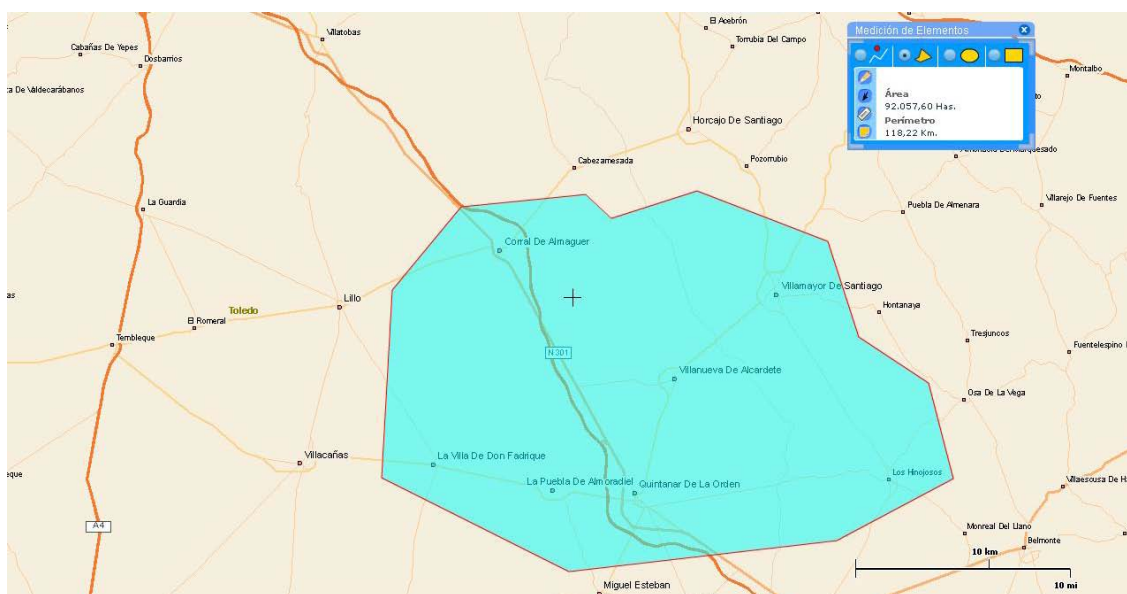 El Acebrón
Villatobas
Medición de Elementos
Torrubia Del Campo
Cabañas De Yepes
Dosbarrios
Montalbo
Área
ta De Valdecarábanos
92.057,60 Has.
Perímetro
Horcajo De Santiago
118,22 Km.
Cabezamesada
Pozorrubio
La Guardia
Puebla De Almenara
Villarejo De Fuentes
Corral De Almaguer
Villamayor De Santiago
Lillo
Hontanaya
Toledo
El Romeral
Tembleque
Tresjuncos
N301
Fuentelespino
Villanueva De Alcardete
Osa De La Vega
Villacañas
La Villa De Don Fadrique
Los Hinojosos
La Puebla De Almoradiel
Quintanar De La Orden
A4
Monreal Del Llano
Belmonte
10 km
Miguel Esteban
10 mi